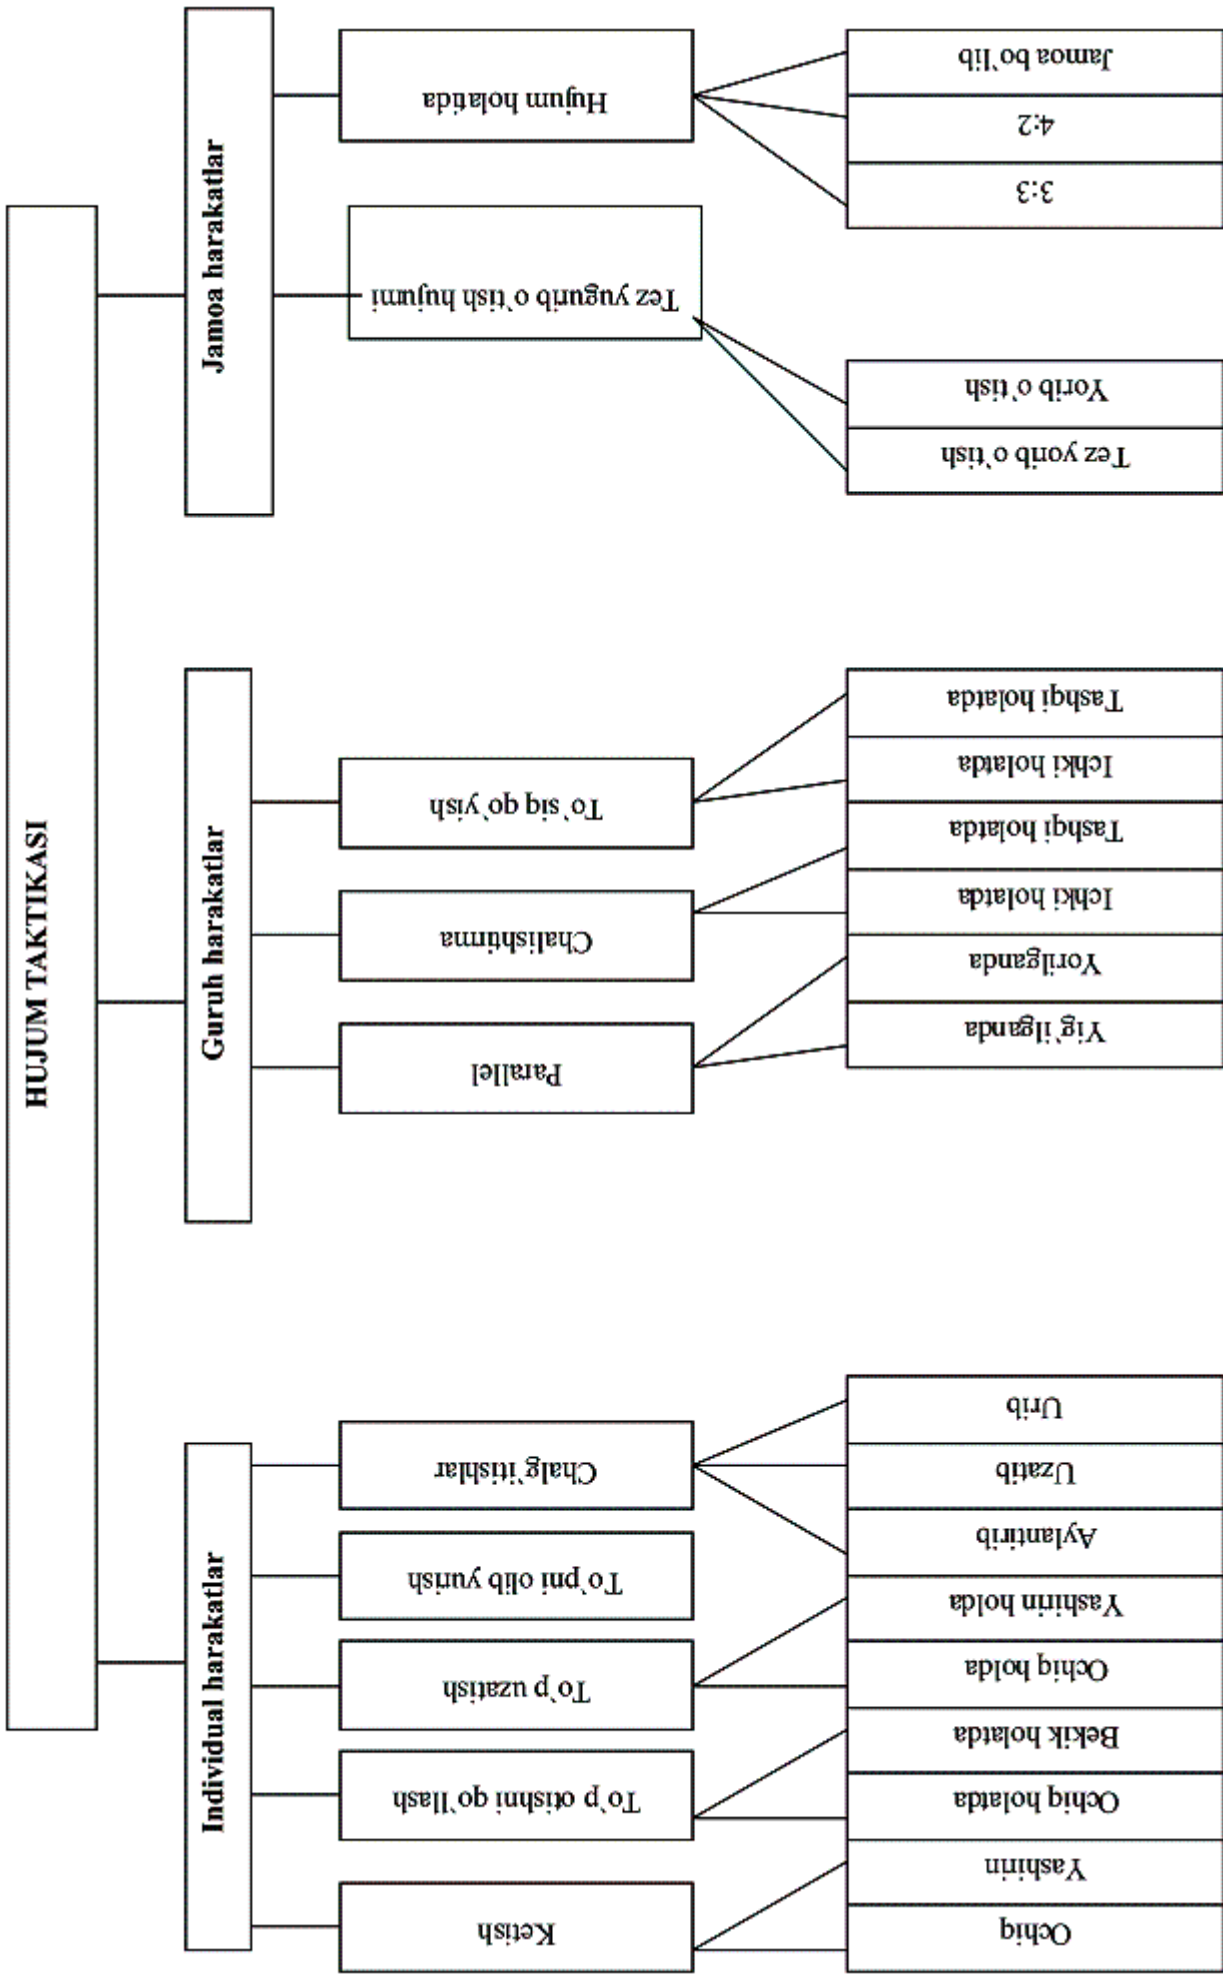 HUJUM TAKTIKASI
Individual harakatlar
Guruh harakatlar
Jamoa harakatlar
Ketish
Ochiq
Yashirin
To`p otishni qo`llash
Ochiq holatda
Bekik holatda
To`p uzatish
Ochiq holda
Yashirin holda
To`pni olib yurish
Chalg`itishlar
Aylantirib
Uzatib
Urib
Parallel
Yig`ilganda
Yorilganda
Chalishtirma
Ichki holatda
Tashqi holatda
To`siq qo`yish
Ichki holatda
Tashqi holatda
Tez yugurib o`tish hujumi
Tez yorib o`tish
Yorib o`tish
Hujum holatida
3:3
4:2
Jamoa bo`lib